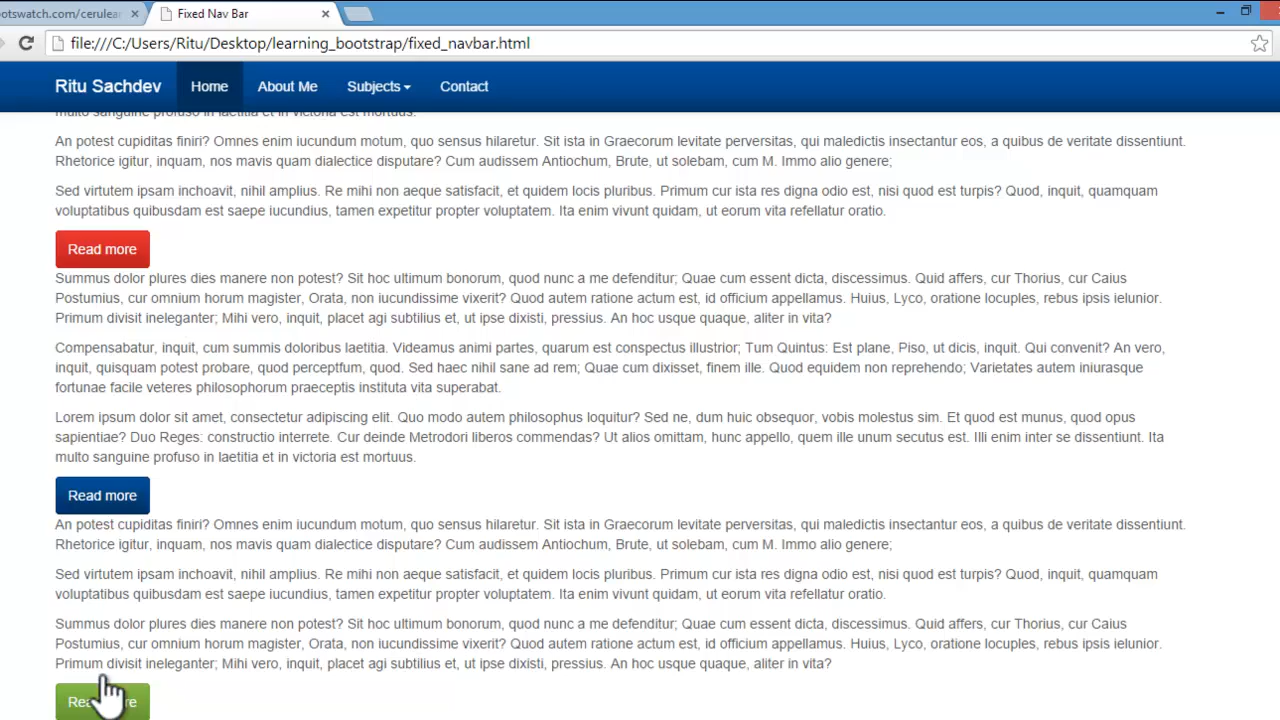 otswatch.com/cerulea
Fixed Nav Bar
file:///C:/Users/Ritu/Desktop/learning_bootstrap/fixed_navbar.html
Ritu Sachdev Home About Me Subjects Contact
multo sanguine profuso in laetitia et in victoria est mortuus.
An potest cupiditas finiri? Omnes enim iucundum motum, quo sensus hilaretur. Sit ista in Graecorum levitate perversitas, qui maledictis insectantur eos, a quibus de veritate dissentiunt.
Rhetorice igitur, inquam, nos mavis quam dialectice disputare? Cum audissem Antiochum, Brute, ut solebam, cum M. Immo alio genere;
Sed virtutem ipsam inchoavit, nihil amplius. Re mihi non aeque satisfacit, et quidem locis pluribus. Primum cur ista res digna odio est, nisi quod est turpis? Quod, inquit, quamquam
voluptatibus quibusdam est saepe iucundius, tamen expetitur propter voluptatem. Ita enim vivunt quidam, ut eorum vita refellatur oratio.
Read more
Summus dolor plures dies manere non potest? Sit hoc ultimum bonorum, quod nunc a me defenditur; Quae cum essent dicta, discessimus. Quid affers, cur Thorius, cur Caius
Postumius, cur omnium horum magister, Orata, non iucundissime vixerit? Quod autem ratione actum est, id officium appellamus. Huius, Lyco, oratione locuples, rebus ipsis ielunior.
Primum divisit ineleganter; Mihi vero, inquit, placet agi subtilius et, ut ipse dixisti, pressius. An hoc usque quaque, aliter in vita?
Compensabatur, inquit, cum summis doloribus laetitia. Videamus animi partes, quarum est conspectus illustrior; Tum Quintus: Est plane, Piso, ut dicis, inquit. Qui convenit? An vero,
inquit, quisquam potest probare, quod perceptfum, quod. Sed haec nihil sane ad rem; Quae cum dixisset, finem ille. Quod equidem non reprehendo; Varietates autem iniurasque
fortunae facile veteres philosophorum praeceptis instituta vita superabat.
Lorem ipsum dolor sit amet, consectetur adipiscing elit. Quo modo autem philosophus loquitur? Sed ne, dum huic obsequor, vobis molestus sim. Et quod est munus, quod opus
sapientiae? Duo Reges: constructio interrete. Cur deinde Metrodori liberos commendas? Ut alios omittam, hunc appello, quem ille unum secutus est. Illi enim inter se dissentiunt. Ita
multo sanguine profuso in laetitia et in victoria est mortuus.
Read more
An potest cupiditas finiri? Omnes enim iucundum motum, quo sensus hilaretur. Sit ista in Graecorum levitate perversitas, qui maledictis insectantur eos, a quibus de veritate dissentiunt.
Rhetorice igitur, inquam, nos mavis quam dialectice disputare? Cum audissem Antiochum, Brute, ut solebam, cum M. Immo alio genere;
Sed virtutem ipsam inchoavit, nihil amplius. Re mihi non aeque satisfacit, et quidem locis pluribus. Primum cur ista res digna odio est, nisi quod est turpis? Quod, inquit, quamquam
voluptatibus quibusdam est saepe iucundius, tamen expetitur propter voluptatem. Ita enim vivunt quidam, ut eorum vita refellatur oratio.
Summus dolor plures dies manere non potest? Sit hoc ultimum bonorum, quod nunc a me defenditur; Quae cum essent dicta, discessimus. Quid affers, cur Thorius, cur Caius
Postumius, cur omnium horum magister, Orata, non iucundissime vixerit? Quod autem ratione actum est, id officium appellamus. Huius, Lyco, oratione locuples, rebus ipsis ielunior.
Primum divisit ineleganter; Mihi vero, inquit, placet agi subtilius et, ut ipse dixisti, pressius. An hoc usque quaque, aliter in vita?